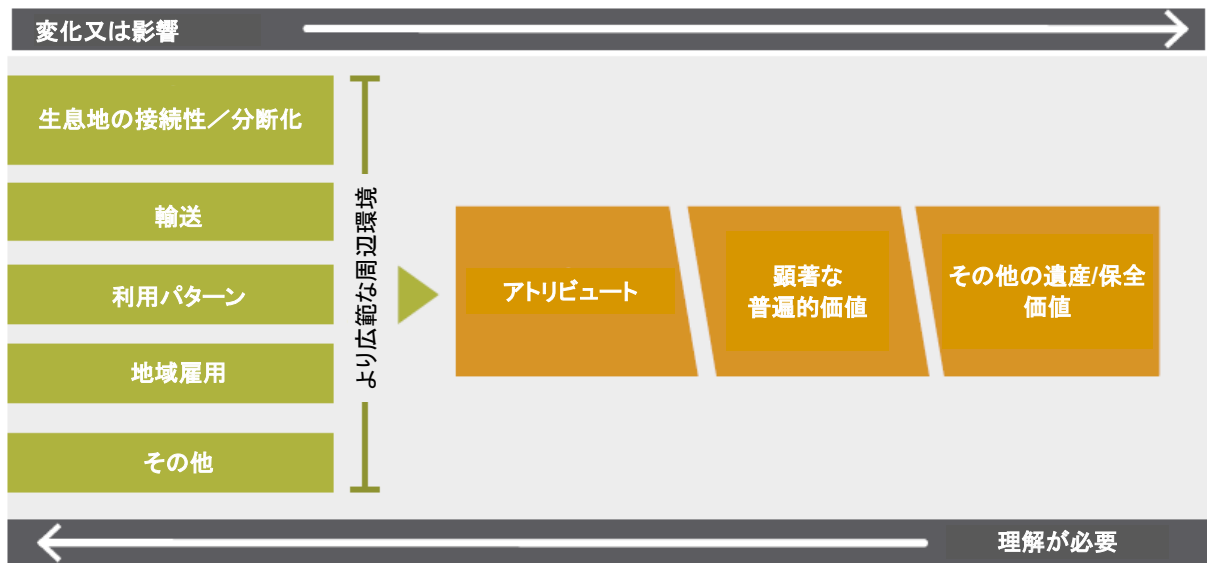 変化又は影響
生息地の接続性／分断化
輸送
利用パターン
地域雇用
その他
より広範な周辺環境
アトリビュート
顕著な
普遍的価値
その他の遺産/保全
価値
理解が必要